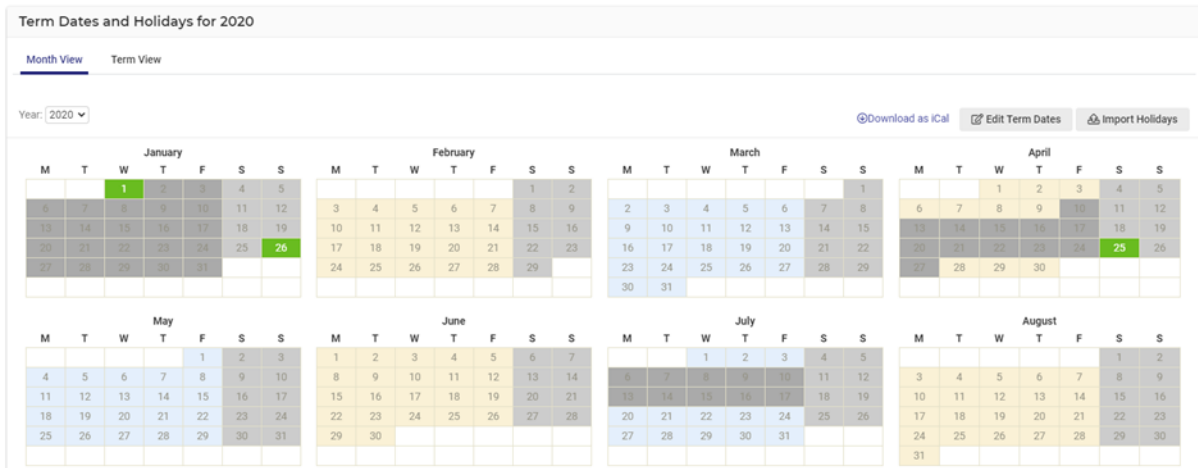 Term Dates and Holidays for 2020
Month View Term View
Year: 2020
Download as iCal Edit Term Dates Import Holidays
January February March April
M T W T F S S M T W T F S S M T W T F S S M T W T F S S
1 2 3 4 5 1 2 1 1 2 3 4 5
6 7 8 9 10 11 12 3 4 5 6 7 8 9 2 3 4 5 6 7 8 6 7 8 9 10 11 12
13 14 15 16 17 18 19 10 11 12 13 14 15 16 9 10 11 12 13 14 15 13 14 15 16 17 18 19
20 21 22 23 24 25 26 17 18 19 20 21 22 23 16 17 18 19 20 21 22 20 21 22 23 24 25 26
27 28 29 30 31 24 25 26 27 28 29 23 24 25 26 27 28 29 27 28 29 30
30 31
May June July August
M T W T F S S M T W T F S S M T W T F S S M T W T F S S
1 2 3 1 2 3 4 5 6 7 1 2 3 4 5 1 2
4 5 6 7 8 9 10 8 9 10 11 12 13 14 6 7 8 9 10 11 12 3 4 5 6 7 8 9
11 12 13 14 15 16 17 15 16 17 18 19 20 21 13 14 15 16 17 18 19 10 11 12 13 14 15 16
18 19 20 21 22 23 24 22 23 24 25 26 27 28 20 21 22 23 24 25 26 17 18 19 20 21 22 23
25 26 27 28 29 30 31 29 30 27 28 29 30 31 24 25 26 27 28 29 30
31